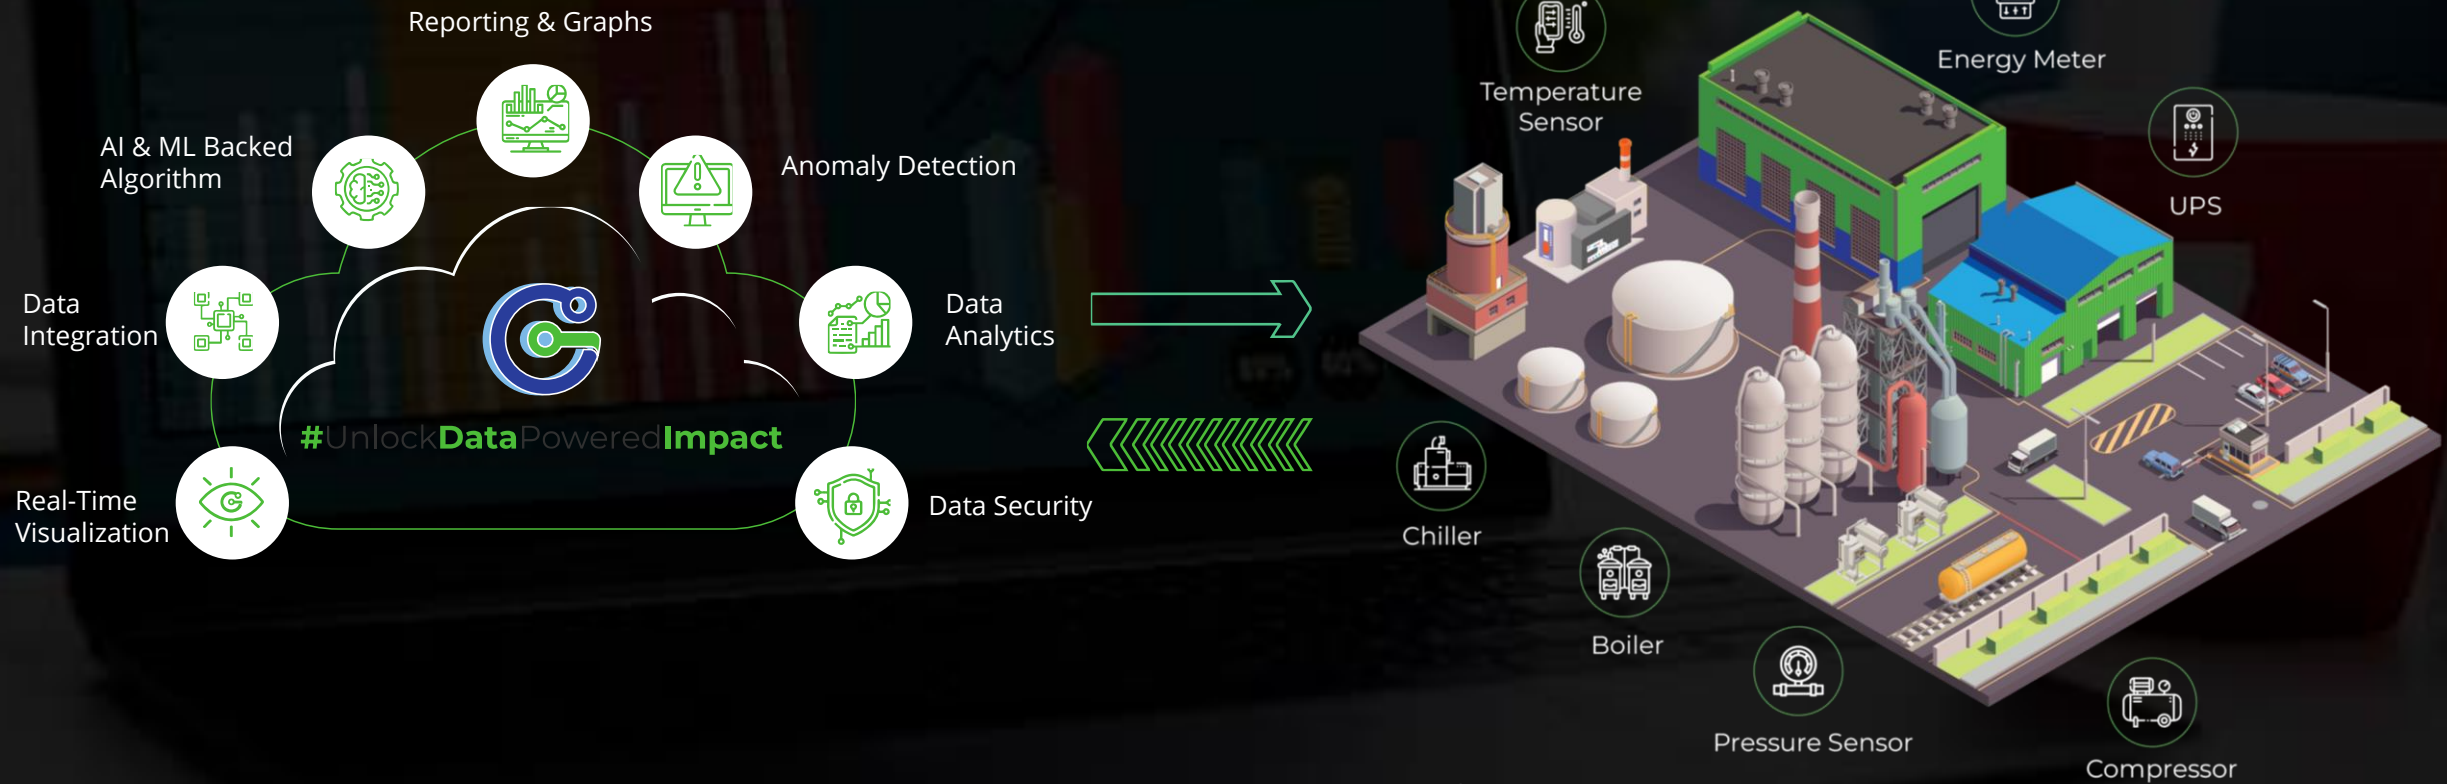 Reporting & Graphs
AI & ML Backed
Algorithm
Anomaly Detection
Data
Integration
Data
Analytics
#UnlockDataPoweredImpact
Real-Time
Visualization
Data Security
Temperature
Sensor
Energy Meter
UPS
Chiller
Boiler
Pressure Sensor
Compressor